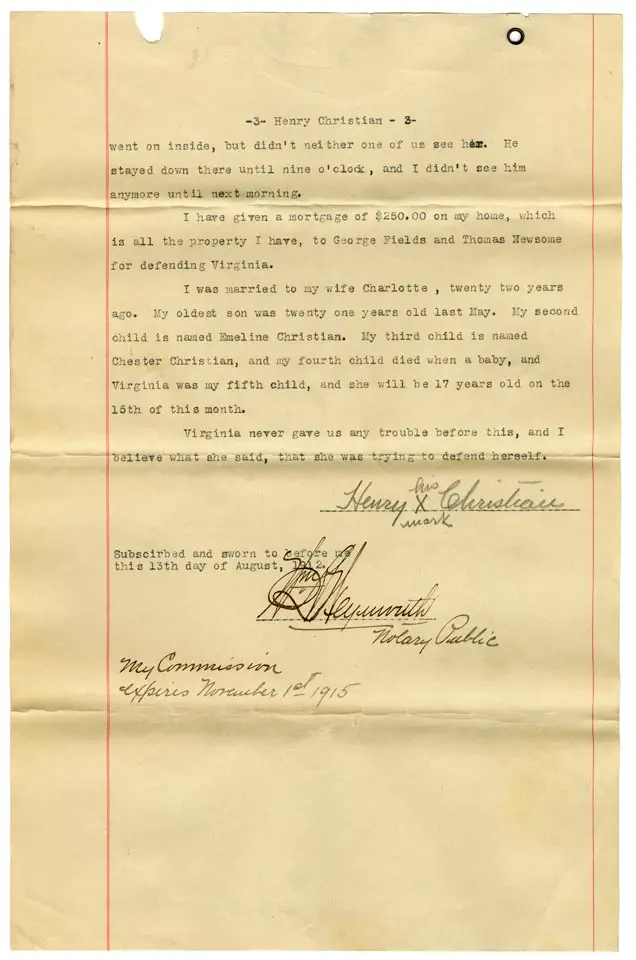 -3- Henry Christian - 3-
went on inside, but didn't neither one of us see her. He
stayed down there until nine o'clock, and I didn't see him
anymore until next morning.
I have given a mortgage of $250.00 on my home, which
is all the property I have, to George Fields and Thomas Newsome
for defending Virginia.
I was married to my wife Charlotte , twenty two years
ago. My oldest son was twenty one years old last May. My second
child is named Emeline Christian. My third child is named
Chester Christian, and my fourth child died when a baby, and
Virginia was my fifth child, and she will be 17 years old on the
15th of this month.
Virginia never gave us any trouble before this, and I
believe what she said, that she was trying to defend herself.
his
Henry X Christian
mark
Subscirbed and sworn to before me
this 13th day of August, 1912.
Notary Public
My Commission
expires November 1st 1915